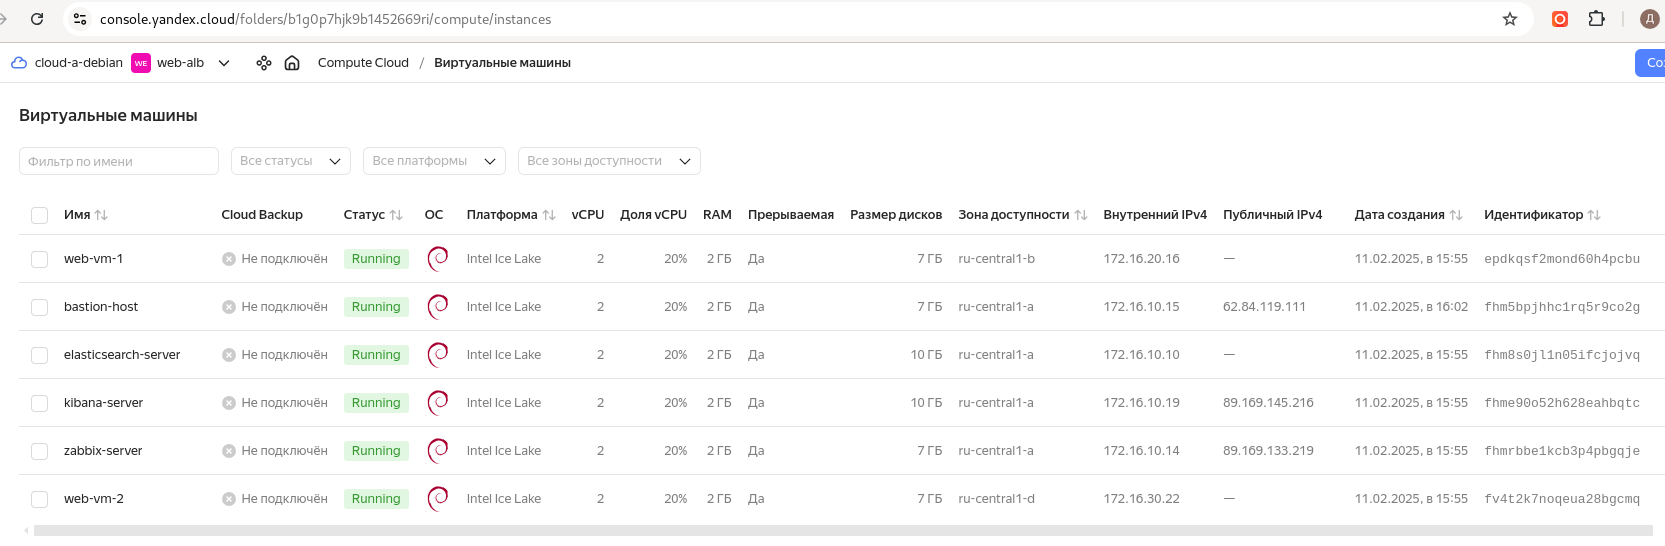 console.yandex.cloud/folders/b1g0p7hjk9b1452669ri/compute/instances
Д
cloud-a-debian WE web-alb Compute Cloud / Виртуальные машины
Виртуальные машины
Фильтр по имени Все статусы Все платформы Все зоны доступности
Имя Cloud Backup Статус ОС Платформа vCPU Доля vCPU RAM Прерываемая Размер дисков Зона доступности Внутренний IPv4 Публичный IPv4 Дата создания Идентификатор
web-vm-1 Не подключён Running Intel Ice Lake 2 20% 2 ГБ Да 7 ГБ ru-central1-b 172.16.20.16 — 11.02.2025, в 15:55 epdkqsf2mond60h4pcbu
bastion-host Не подключён Running Intel Ice Lake 2 20% 2 ГБ Да 7 ГБ ru-central1-a 172.16.10.15 62.84.119.111 11.02.2025, в 16:02 fhm5bpjhhc1rq5r9co2g
elasticsearch-server Не подключён Running Intel Ice Lake 2 20% 2 ГБ Да 10 ГБ ru-central1-a 172.16.10.10 — 11.02.2025, в 15:55 fhm8s0jl1n05ifcjojvq
kibana-server Не подключён Running Intel Ice Lake 2 20% 2 ГБ Да 10 ГБ ru-central1-a 172.16.10.19 89.169.145.216 11.02.2025, в 15:55 fhme90o52h628eahbqtc
zabbix-server Не подключён Running Intel Ice Lake 2 20% 2 ГБ Да 7 ГБ ru-central1-a 172.16.10.14 89.169.133.219 11.02.2025, в 15:55 fhmrbbe1kcb3p4pbgqje
web-vm-2 Не подключён Running Intel Ice Lake 2 20% 2 ГБ Да 7 ГБ ru-central1-d 172.16.30.22 — 11.02.2025, в 15:55 fv4t2k7noqeua28bgcmq